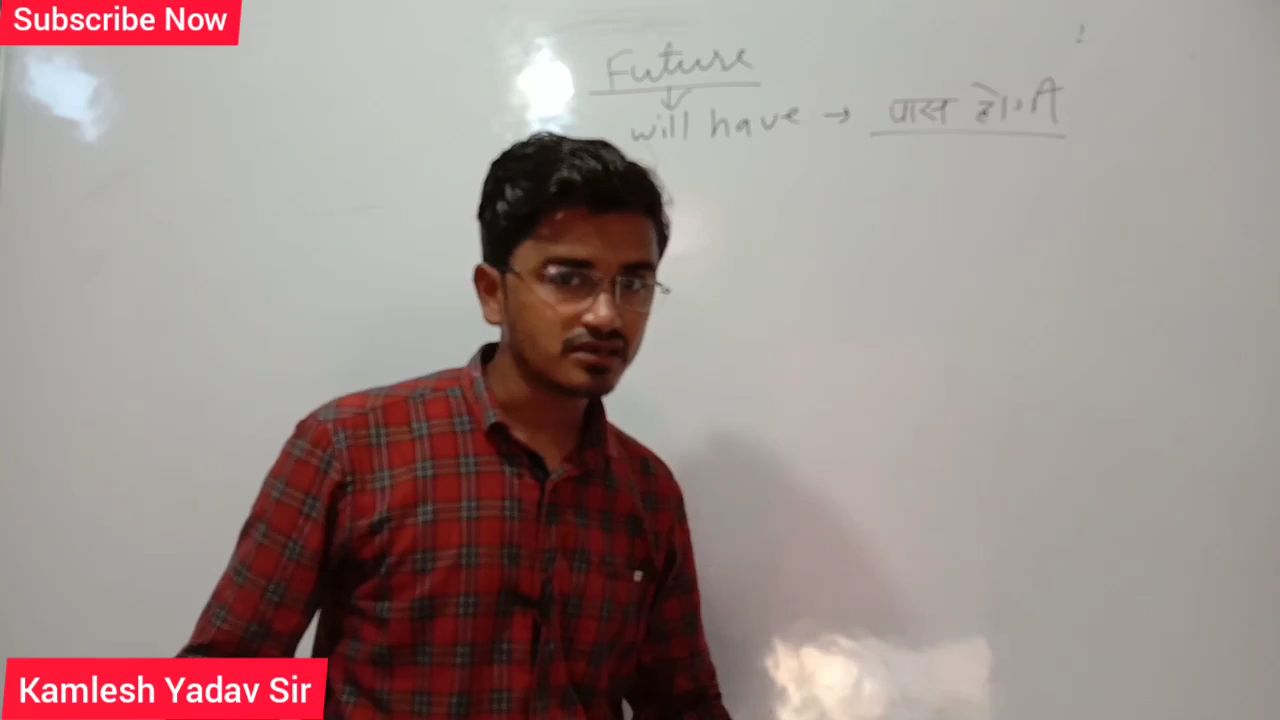 Subscribe Now
Future
will have → पास होगी
Kamlesh Yadav Sir